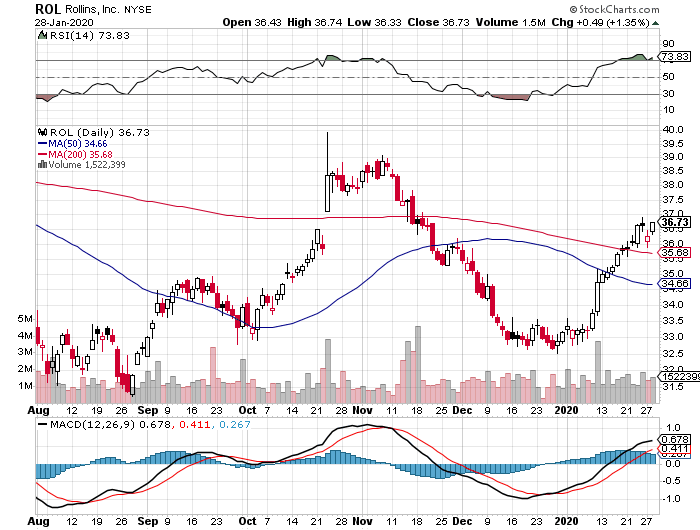 ROL Rollins, Inc. NYSE © StockCharts.com
28-Jan-2020 Open 36.43 High 36.74 Low 36.33 Close 36.73 Volume 1.5M Chg +0.49 (+1.35%)
RSI(14) 73.83
90
73.83
70
50
30
10
ROL (Daily) 36.73
MA(50) 34.66
MA(200) 35.68
Volume 1,522,399
40.0
39.5
39.0
38.5
38.0
37.5
37.0
36.73
36.0
35.68
35.0
34.66
34.0
33.5
33.0
32.5
32.0
31.5
5M
4M
3M
2M
1M
1522399
Aug 12 19 26 Sep 9 16 23 Oct 7 14 21 28 Nov 11 18 25 Dec 9 16 23 2020 13 21 27
MACD(12,26,9) 0.678, 0.411, 0.267
1.0
0.678
0.411
0.267
0.0
-0.5
-1.0
Aug 12 19 26 Sep 9 16 23 Oct 7 14 21 28 Nov 11 18 25 Dec 9 16 23 2020 13 21 27